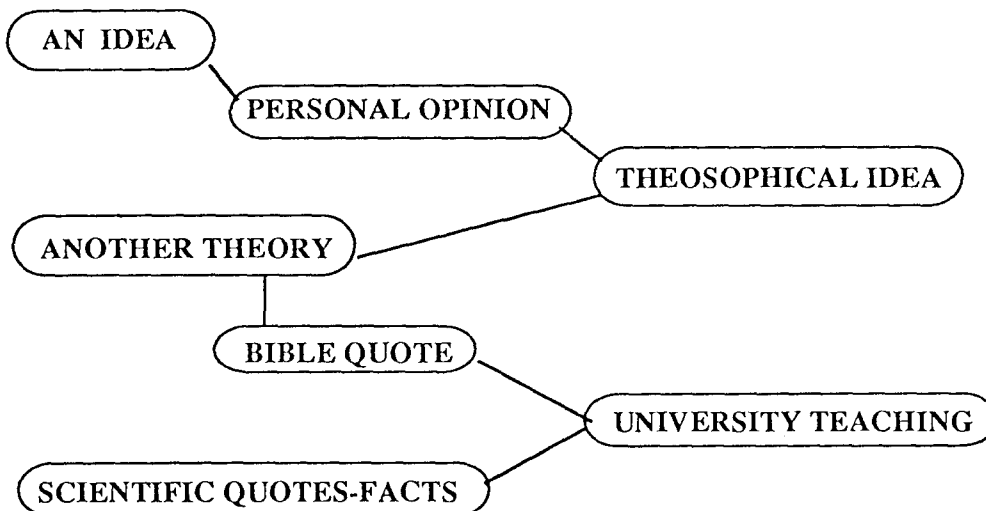 AN IDEA
PERSONAL OPINION
THEOSOPHICAL IDEA
ANOTHER THEORY
BIBLE QUOTE
UNIVERSITY TEACHING
SCIENTIFIC QUOTES-FACTS